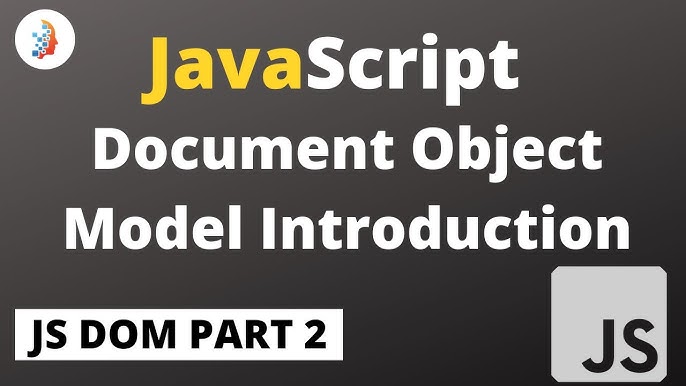 JavaScript
Document Object
Model Introduction
JS DOM PART 2
JS